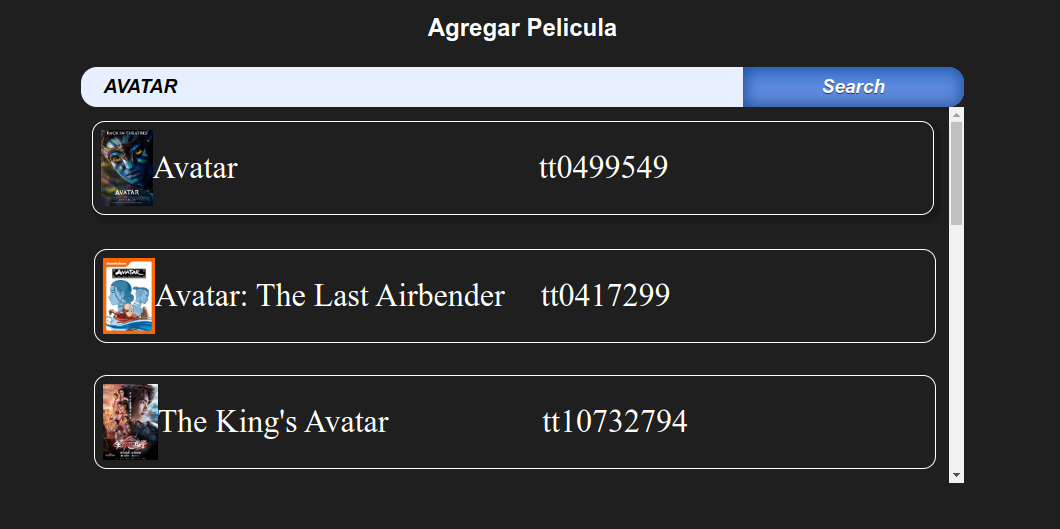 Agregar Pelicula
AVATAR
Search
BACK IN THEATRES
AVATAR
Avatar
tt0499549
nickelodeon
AVATAR
Avatar: The Last Airbender
tt0417299
The King's Avatar
tt10732794